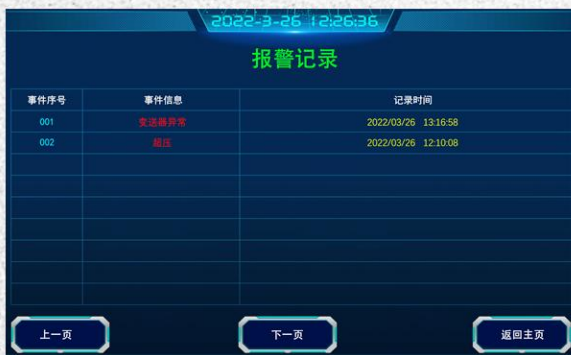 2022-3-26 12:26:36
报警记录
事件序号 事件信息 记录时间
001 变送器异常 2022/03/26 13:16:58
002 超压 2022/03/26 12:10:08
上一页 下一页 返回主页